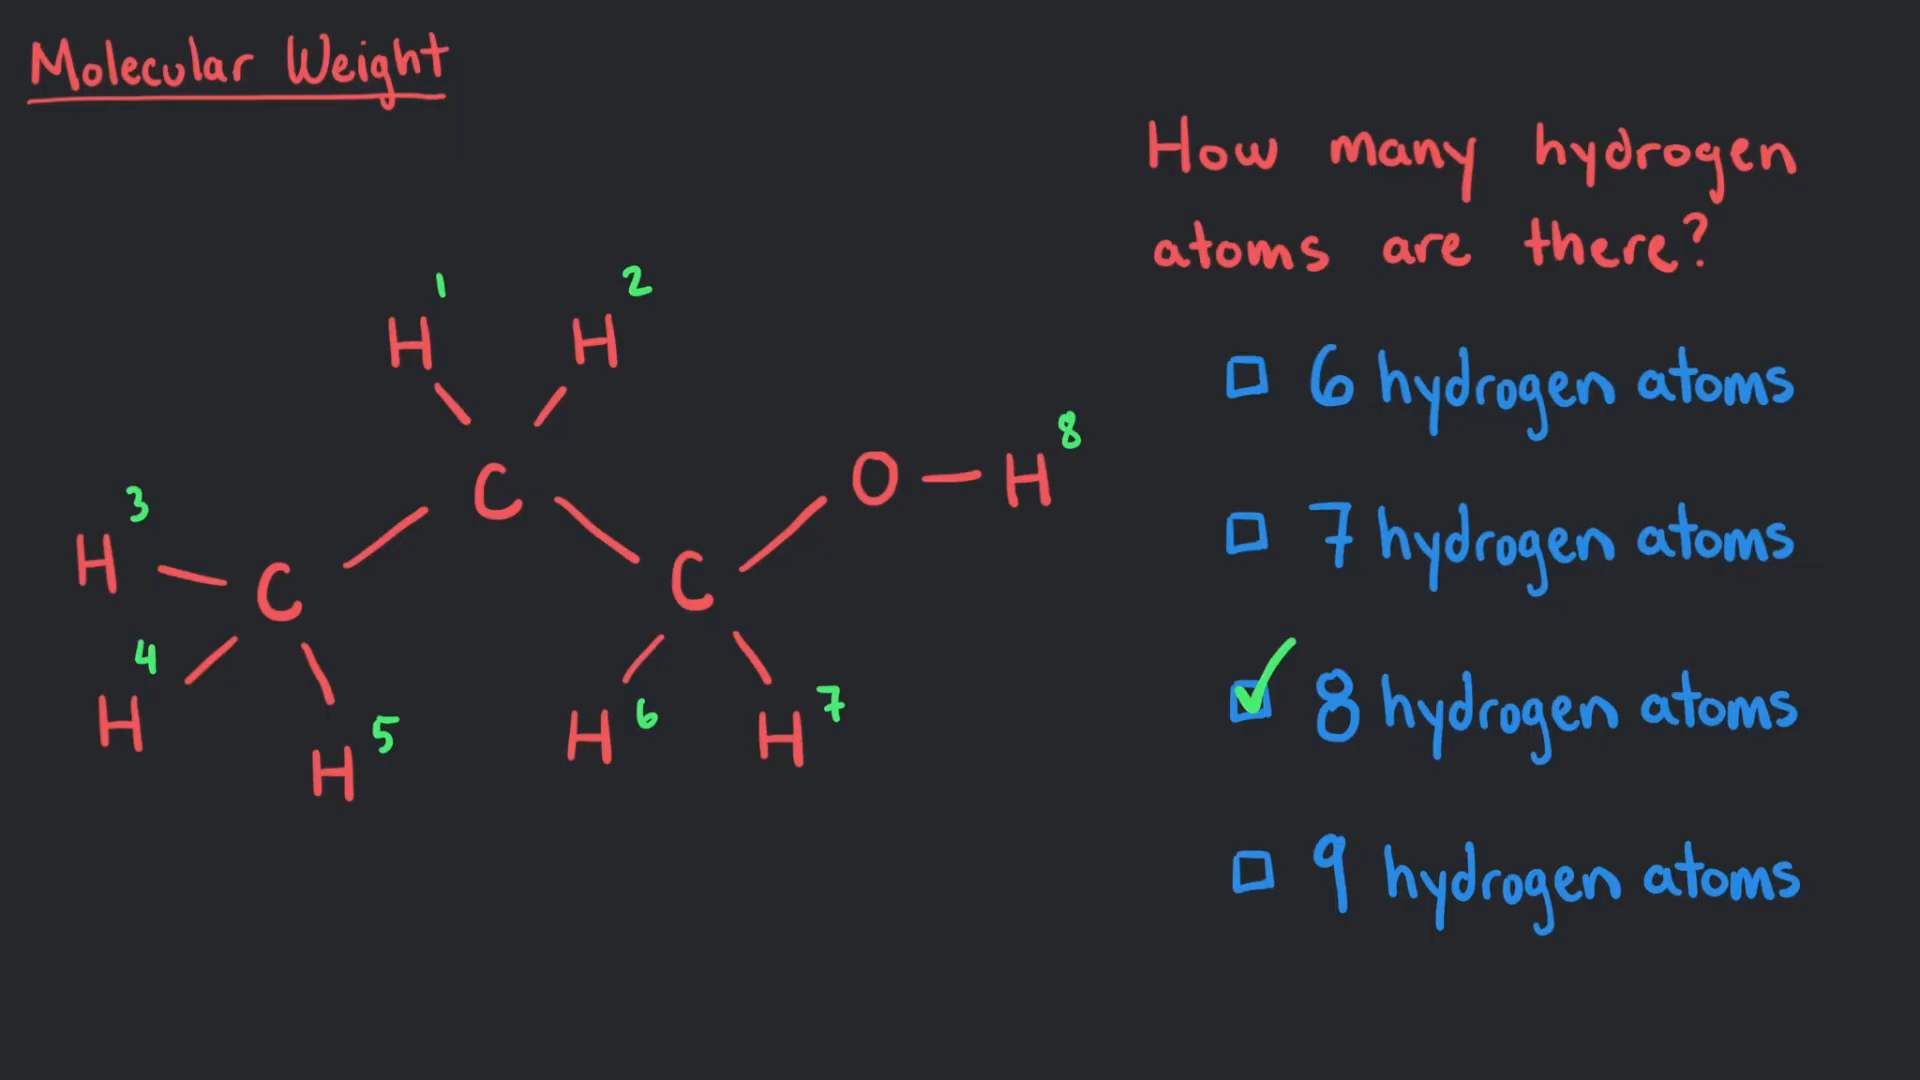 Molecular Weight
How many hydrogen
atoms are there?
1 2
H H
8
C O H
3
H C C
4
H H 5 H 6 H 7
6 hydrogen atoms
7 hydrogen atoms
8 hydrogen atoms
9 hydrogen atoms